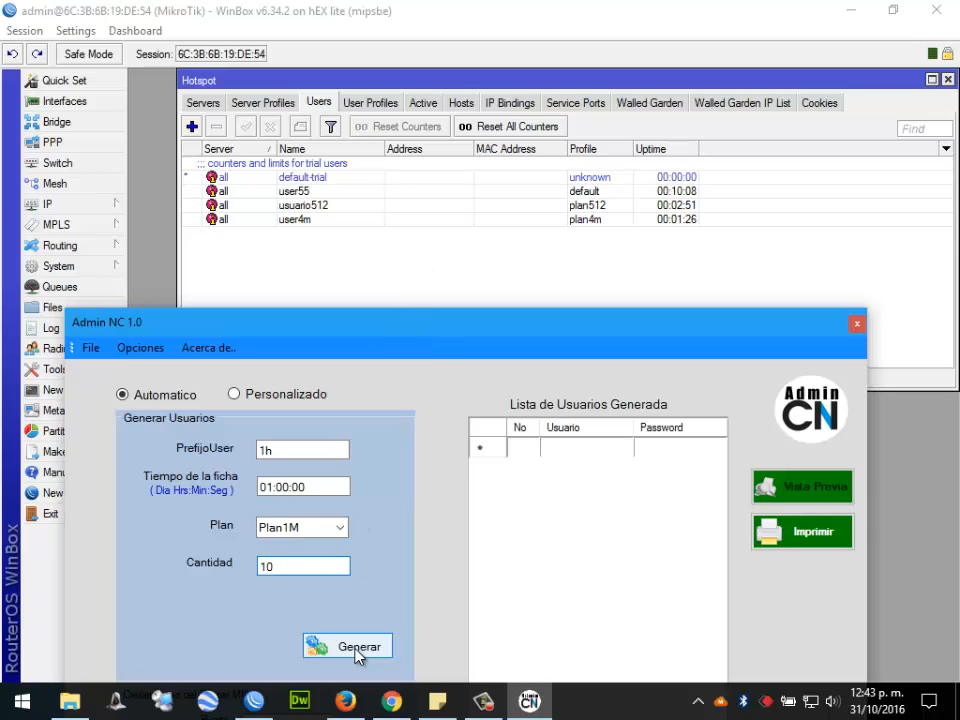 admin@6C:3B:6B:19:DE:54 (MikroTik) - WinBox v6.34.2 on hEX lite (mipsbe)
Session Settings Dashboard
Safe Mode Session: 6C:3B:6B:19:DE:54
Quick Set
Interfaces
Bridge
PPP
Switch
Mesh
IP
MPLS
Routing
System
Queues
Files
Log
Radi
Tools
New
Meta
Parti
Make
Manu
New
Exit
RouterOS WinBox
Hotspot
Servers Server Profiles Users User Profiles Active Hosts IP Bindings Service Ports Walled Garden Walled Garden IP List Cookies
Reset Counters 00 Reset All Counters Find
Server Name Address MAC Address Profile Uptime
;;; counters and limits for trial users
* all default-trial unknown 00:00:00
all user55 default 00:10:08
all usuario512 plan512 00:02:51
all user4m plan4m 00:01:26
Admin NC 1.0 x
File Opciones Acerca de..
Automatico Personalizado
Generar Usuarios
PrefijoUser 1h
Tiempo de la ficha 01:00:00
( Dia Hrs:Min:Seg )
Plan Plan1M
Cantidad 10
Generar
Lista de Usuarios Generada
No Usuario Password
*
Admin
CN
Vista Previa
Imprimir
Dw
CN
12:43 p. m.
31/10/2016